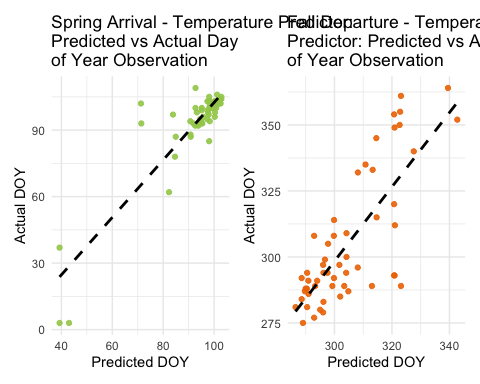 Spring Arrival - Temperature Predictor:
Predicted vs Actual Day
of Year Observation
Fall Departure - Tempera
Predictor: Predicted vs A
of Year Observation
Actual DOY
90
60
30
0
40
60
80
100
Predicted DOY
Actual DOY
350
325
300
275
300
320
340
Predicted DOY